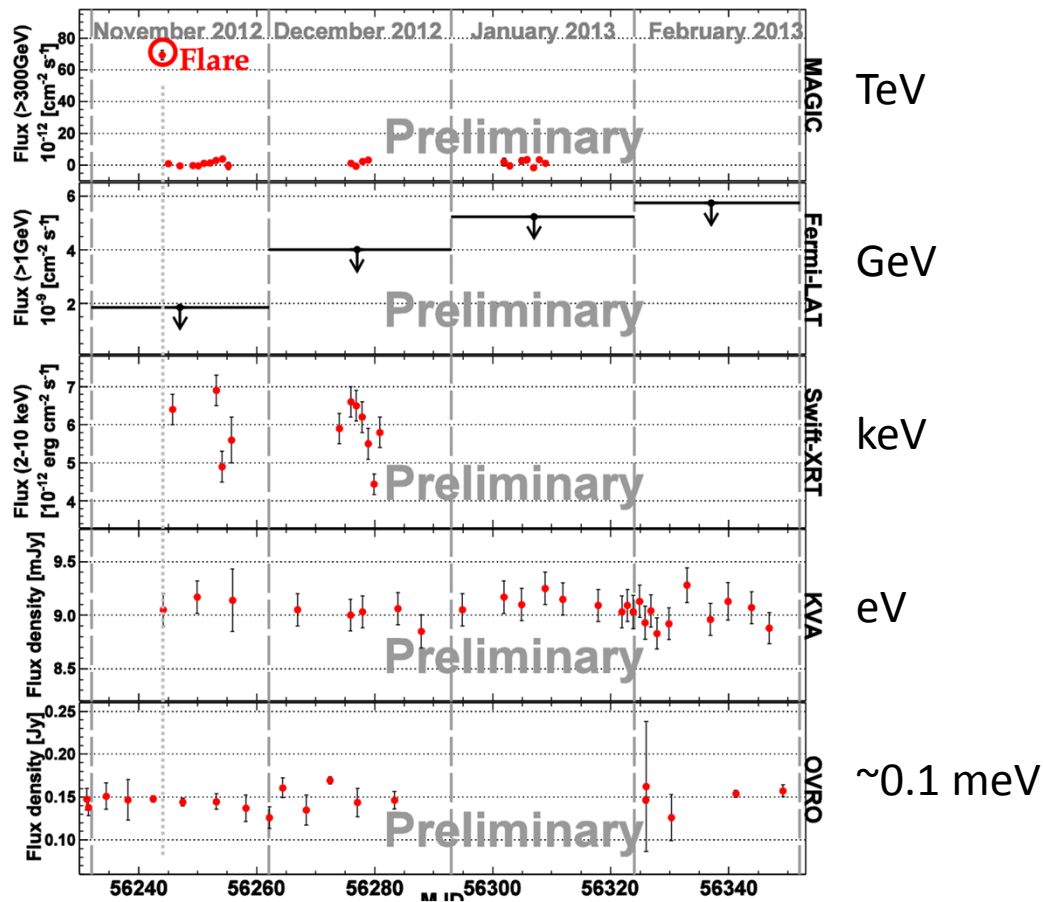 November 2012 December 2012 January 2013 February 2013
Flux (>300GeV)
10⁻¹² [cm⁻² s⁻¹]
80
60
40
20
0
Flare
Preliminary
MAGIC
TeV
Flux (>1GeV)
10⁻⁹ [cm⁻² s⁻¹]
6
4
2
Preliminary
Fermi-LAT
GeV
Flux (2-10 keV)
[10⁻¹² erg cm⁻² s⁻¹]
7
6
5
4
Preliminary
Swift-XRT
keV
Flux density [mJy]
9.5
9.0
8.5
Preliminary
KVA
eV
Flux density [Jy]
0.25
0.20
0.15
0.10
Preliminary
OVRO
~0.1 meV
56240 56260 56280 56300 56320 56340
MJD